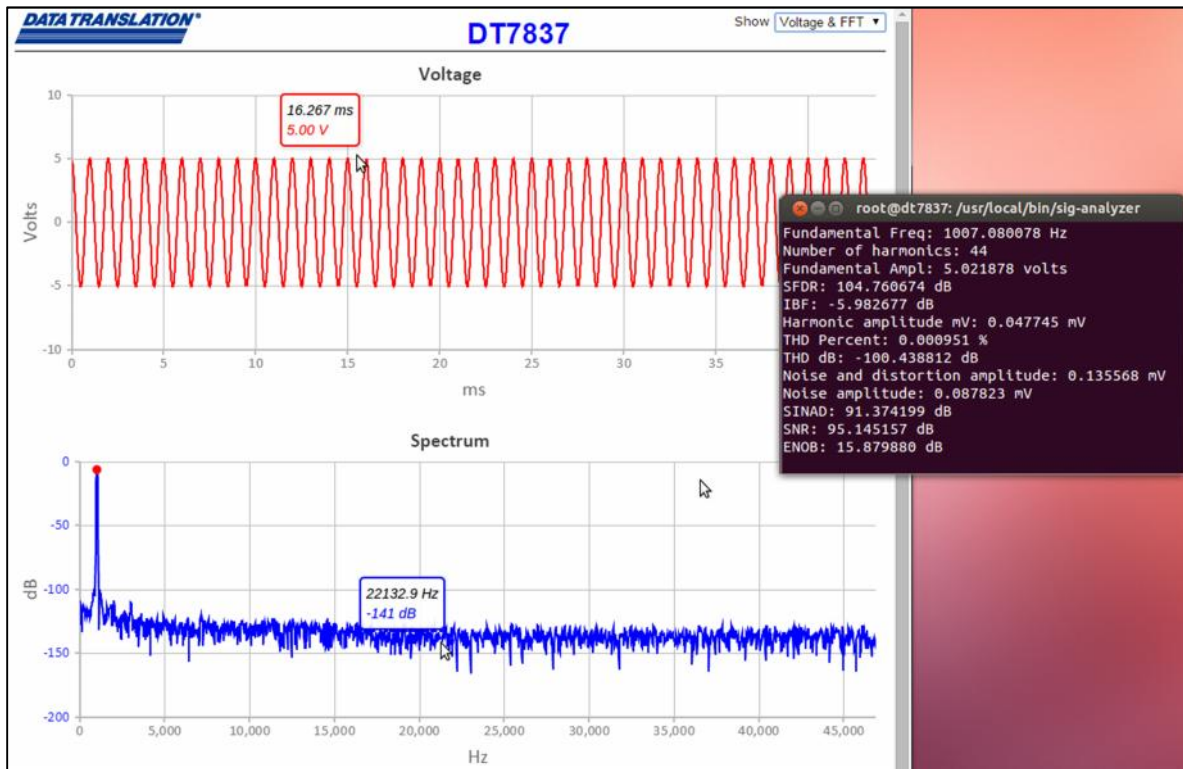 DATA TRANSLATION®
DT7837
Show Voltage & FFT ▼
Voltage
10
5
0
-5
-10
Volts
16.267 ms
5.00 V
0 5 10 15 20 25 30 35
ms
root@dt7837: /usr/local/bin/sig-analyzer
Fundamental Freq: 1007.080078 Hz
Number of harmonics: 44
Fundamental Ampl: 5.021878 volts
SFDR: 104.760674 dB
IBF: -5.982677 dB
Harmonic amplitude mV: 0.047745 mV
THD Percent: 0.000951 %
THD dB: -100.438812 dB
Noise and distortion amplitude: 0.135568 mV
Noise amplitude: 0.087823 mV
SINAD: 91.374199 dB
SNR: 95.145157 dB
ENOB: 15.879880 dB
Spectrum
0
-50
-100
-150
-200
dB
22132.9 Hz
-141 dB
0 5,000 10,000 15,000 20,000 25,000 30,000 35,000 40,000 45,000
Hz